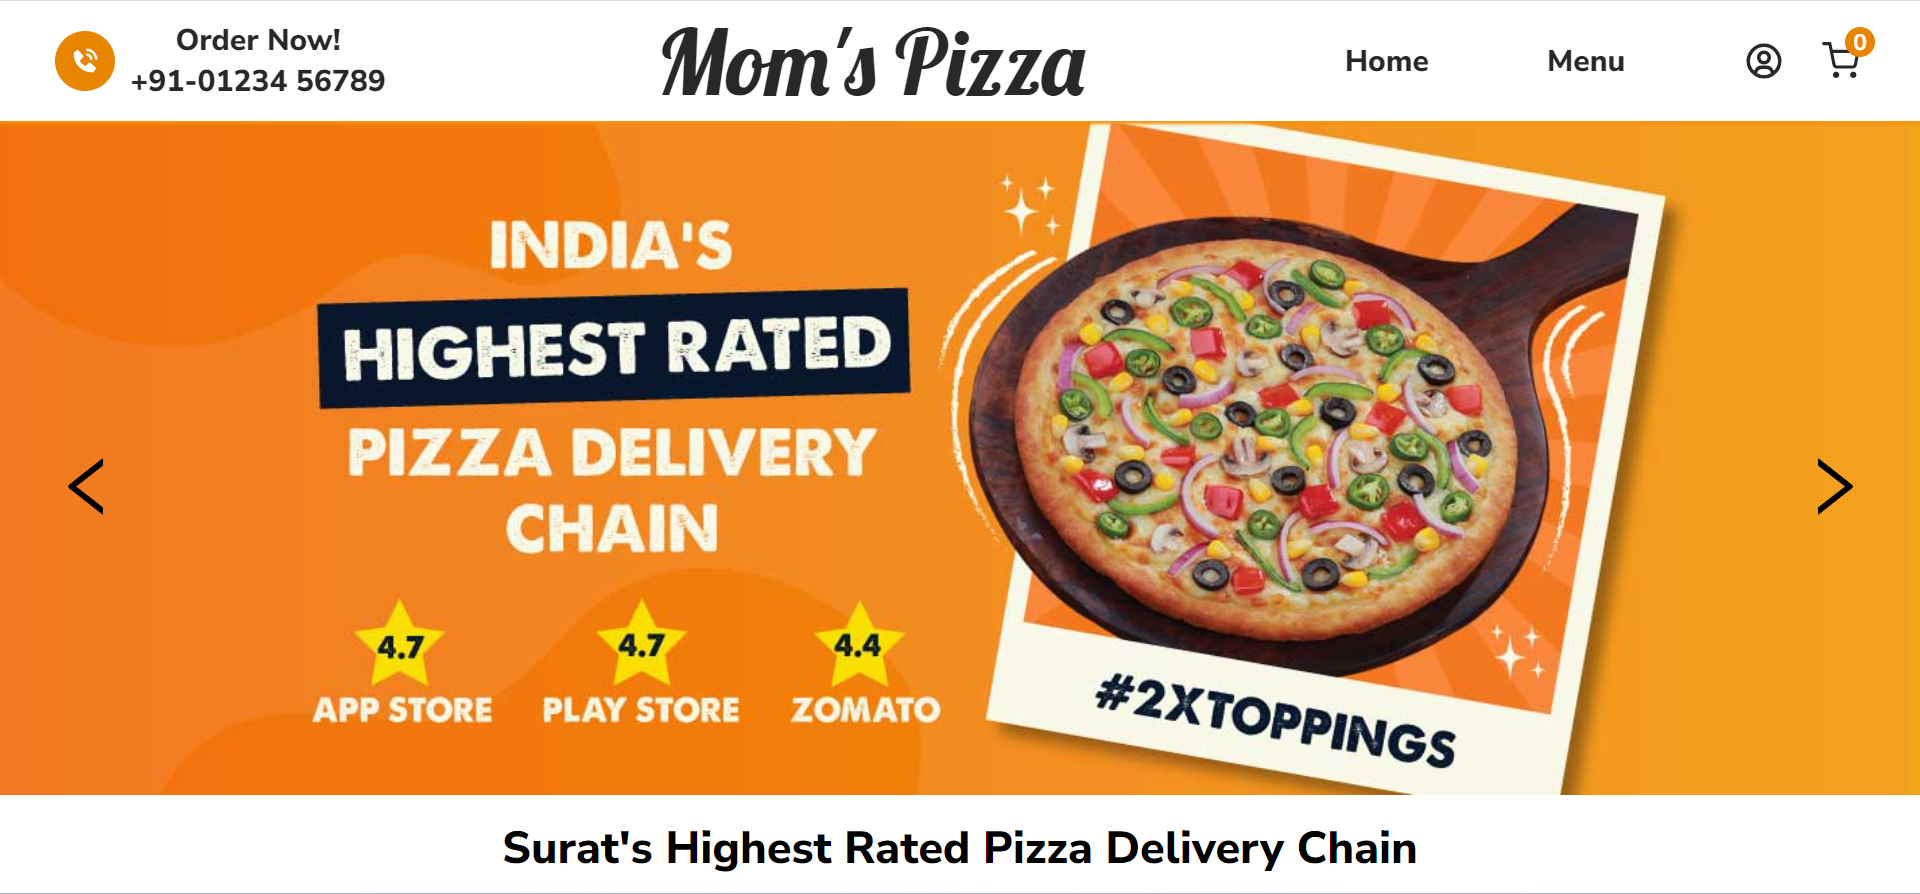 Order Now!
+91-01234 56789
Mom's Pizza
Home
Menu
0
INDIA'S
HIGHEST RATED
PIZZA DELIVERY
CHAIN
4.7
APP STORE
4.7
PLAY STORE
4.4
ZOMATO
#2XTOPPINGS
Surat's Highest Rated Pizza Delivery Chain